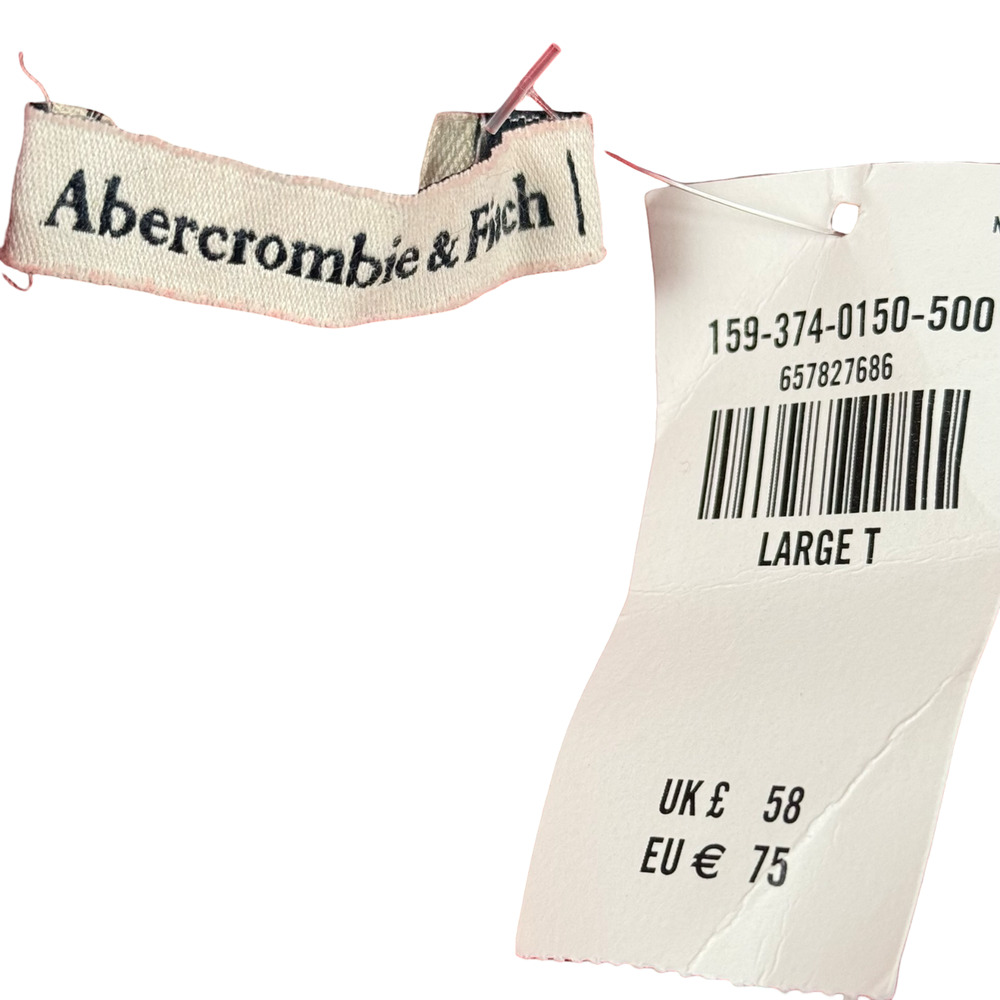 Abercrombie & Fitch
159-374-0150-500
657827686
LARGE T
UK £ 58
EU € 75